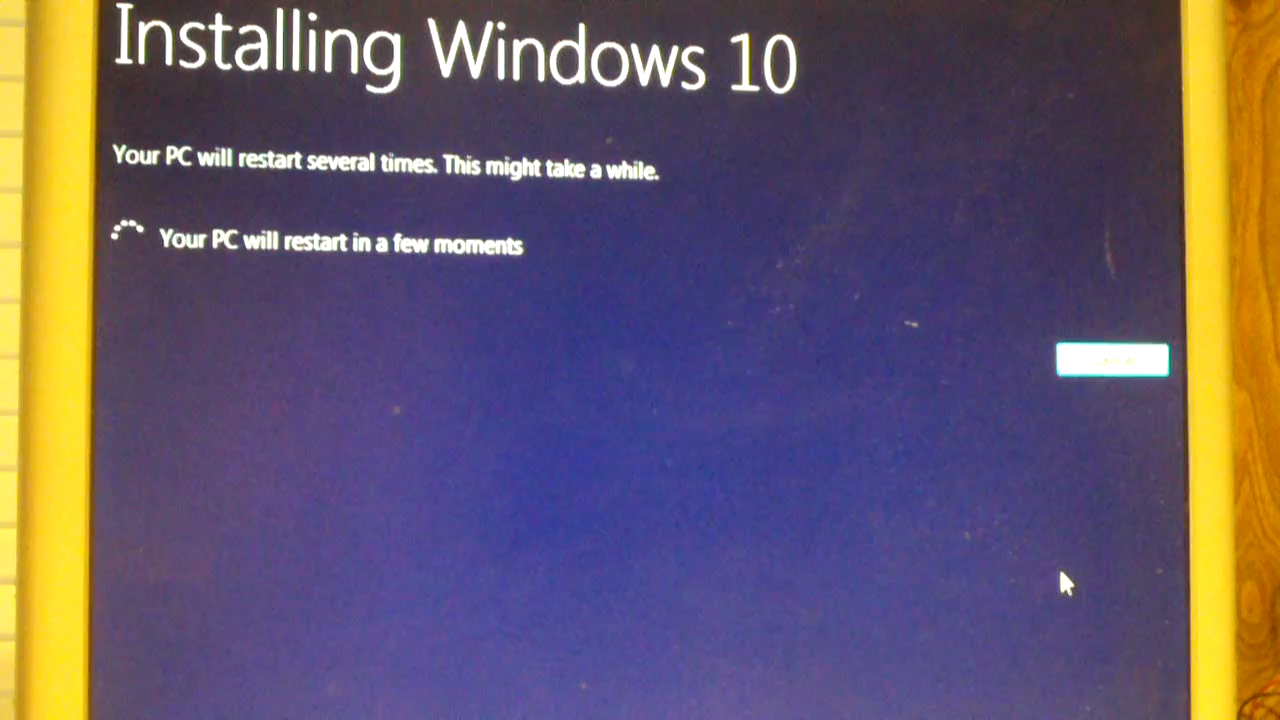 Installing Windows 10
Your PC will restart several times. This might take a while.
Your PC will restart in a few moments